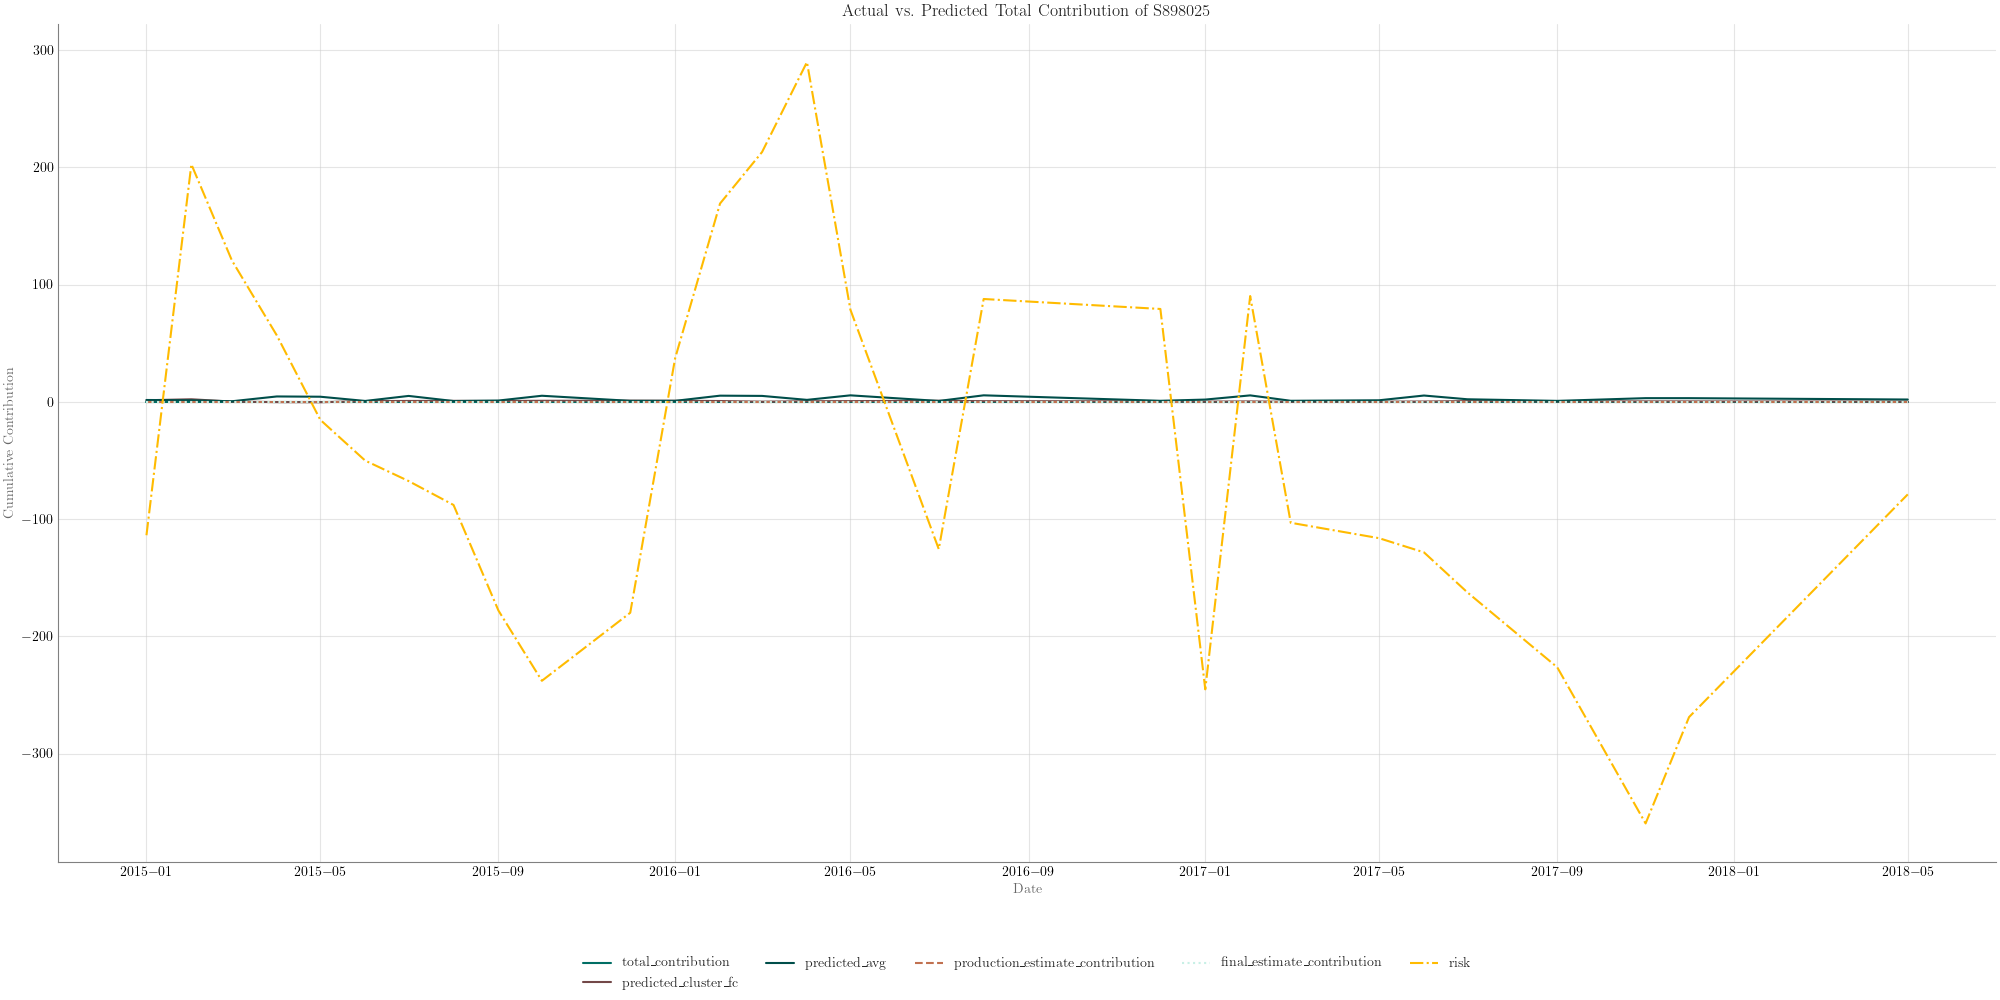 Actual vs. Predicted Total Contribution of S898025
300
200
100
0
−100
−200
−300
Cumulative Contribution
2015−01
2015−05
2015−09
2016−01
2016−05
2016−09
2017−01
2017−05
2017−09
2018−01
2018−05
Date
total_contribution
predicted_cluster_fc
predicted_avg
production_estimate_contribution
final_estimate_contribution
risk